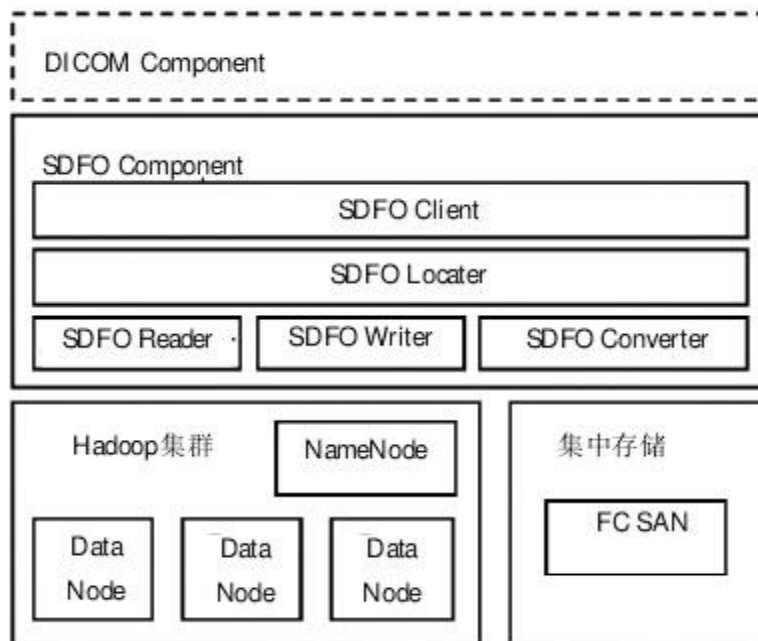 DICOM Component
SDFO Component
SDFO Client
SDFO Locater
SDFO Reader
SDFO Writer
SDFO Converter
Hadoop集群
NameNode
集中存储
FC SAN
Data
Node
Data
Node
Data
Node